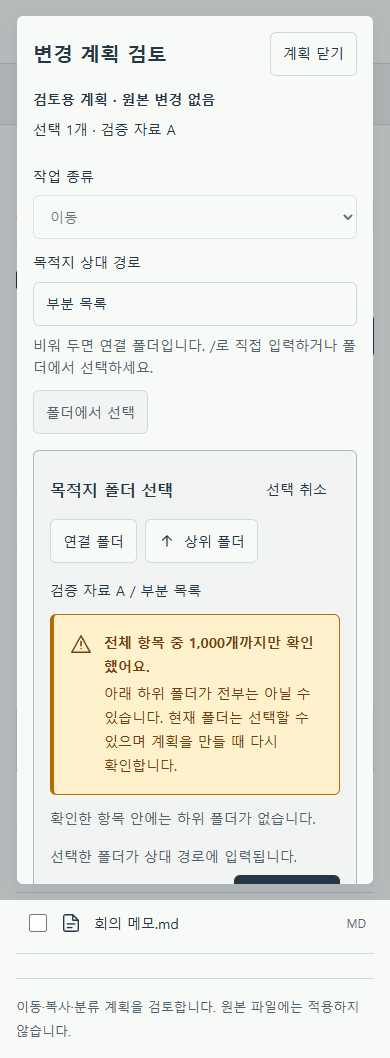 변경 계획 검토
계획 닫기
검토용 계획 · 원본 변경 없음
선택 1개 · 검증 자료 A
작업 종류
이동
목적지 상대 경로
부분 목록
비워 두면 연결 폴더입니다. /로 직접 입력하거나 폴
더에서 선택하세요.
폴더에서 선택
목적지 폴더 선택
선택 취소
연결 폴더
↑ 상위 폴더
검증 자료 A / 부분 목록
전체 항목 중 1,000개까지만 확인
했어요.
아래 하위 폴더가 전부는 아닐 수
있습니다. 현재 폴더는 선택할 수
있으며 계획을 만들 때 다시
확인합니다.
확인한 항목 안에는 하위 폴더가 없습니다.
선택한 폴더가 상대 경로에 입력됩니다.
회의 메모.md
MD
이동·복사·분류 계획을 검토합니다. 원본 파일에는 적용하지
않습니다.